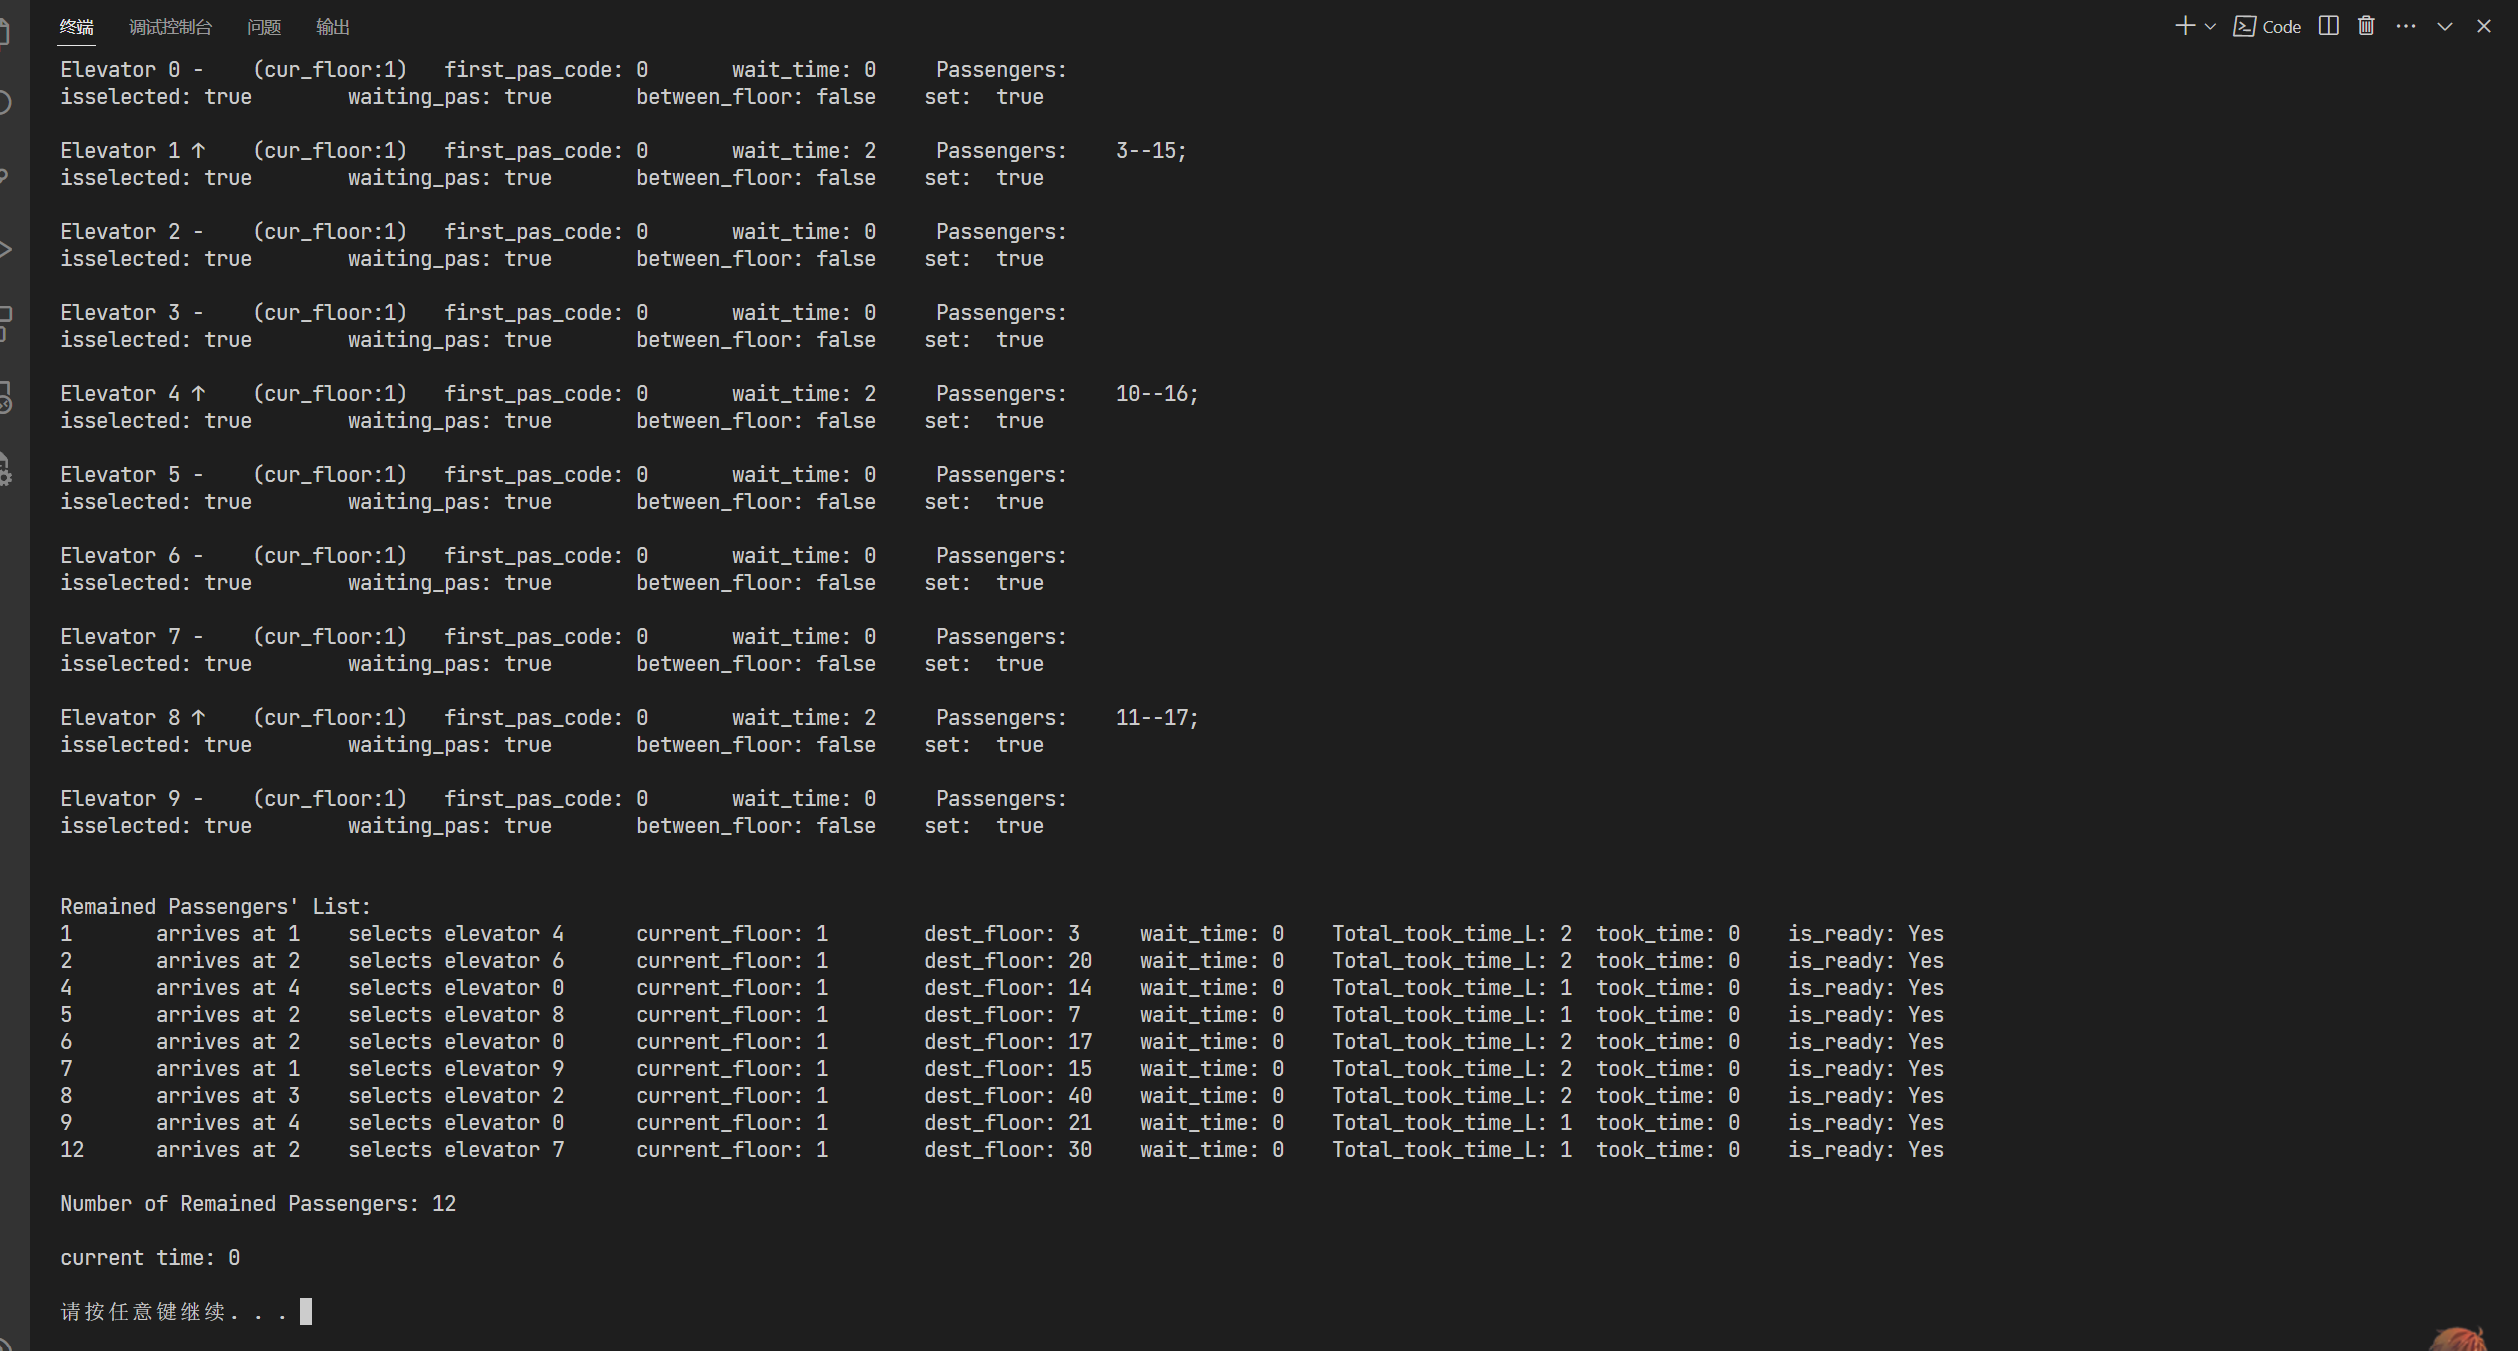 终端 调试控制台 问题 输出 Code
Elevator 0 - (cur_floor:1) first_pas_code: 0 wait_time: 0 Passengers:
isselected: true waiting_pas: true between_floor: false set: true
Elevator 1 ↑ (cur_floor:1) first_pas_code: 0 wait_time: 2 Passengers: 3--15;
isselected: true waiting_pas: true between_floor: false set: true
Elevator 2 - (cur_floor:1) first_pas_code: 0 wait_time: 0 Passengers:
isselected: true waiting_pas: true between_floor: false set: true
Elevator 3 - (cur_floor:1) first_pas_code: 0 wait_time: 0 Passengers:
isselected: true waiting_pas: true between_floor: false set: true
Elevator 4 ↑ (cur_floor:1) first_pas_code: 0 wait_time: 2 Passengers: 10--16;
isselected: true waiting_pas: true between_floor: false set: true
Elevator 5 - (cur_floor:1) first_pas_code: 0 wait_time: 0 Passengers:
isselected: true waiting_pas: true between_floor: false set: true
Elevator 6 - (cur_floor:1) first_pas_code: 0 wait_time: 0 Passengers:
isselected: true waiting_pas: true between_floor: false set: true
Elevator 7 - (cur_floor:1) first_pas_code: 0 wait_time: 0 Passengers:
isselected: true waiting_pas: true between_floor: false set: true
Elevator 8 ↑ (cur_floor:1) first_pas_code: 0 wait_time: 2 Passengers: 11--17;
isselected: true waiting_pas: true between_floor: false set: true
Elevator 9 - (cur_floor:1) first_pas_code: 0 wait_time: 0 Passengers:
isselected: true waiting_pas: true between_floor: false set: true
Remained Passengers' List:
1 arrives at 1 selects elevator 4 current_floor: 1 dest_floor: 3 wait_time: 0 Total_took_time_L: 2 took_time: 0 is_ready: Yes
2 arrives at 2 selects elevator 6 current_floor: 1 dest_floor: 20 wait_time: 0 Total_took_time_L: 2 took_time: 0 is_ready: Yes
4 arrives at 4 selects elevator 0 current_floor: 1 dest_floor: 14 wait_time: 0 Total_took_time_L: 1 took_time: 0 is_ready: Yes
5 arrives at 2 selects elevator 8 current_floor: 1 dest_floor: 7 wait_time: 0 Total_took_time_L: 1 took_time: 0 is_ready: Yes
6 arrives at 2 selects elevator 0 current_floor: 1 dest_floor: 17 wait_time: 0 Total_took_time_L: 2 took_time: 0 is_ready: Yes
7 arrives at 1 selects elevator 9 current_floor: 1 dest_floor: 15 wait_time: 0 Total_took_time_L: 2 took_time: 0 is_ready: Yes
8 arrives at 3 selects elevator 2 current_floor: 1 dest_floor: 40 wait_time: 0 Total_took_time_L: 2 took_time: 0 is_ready: Yes
9 arrives at 4 selects elevator 0 current_floor: 1 dest_floor: 21 wait_time: 0 Total_took_time_L: 1 took_time: 0 is_ready: Yes
12 arrives at 2 selects elevator 7 current_floor: 1 dest_floor: 30 wait_time: 0 Total_took_time_L: 1 took_time: 0 is_ready: Yes
Number of Remained Passengers: 12
current time: 0
请按任意键继续. . .